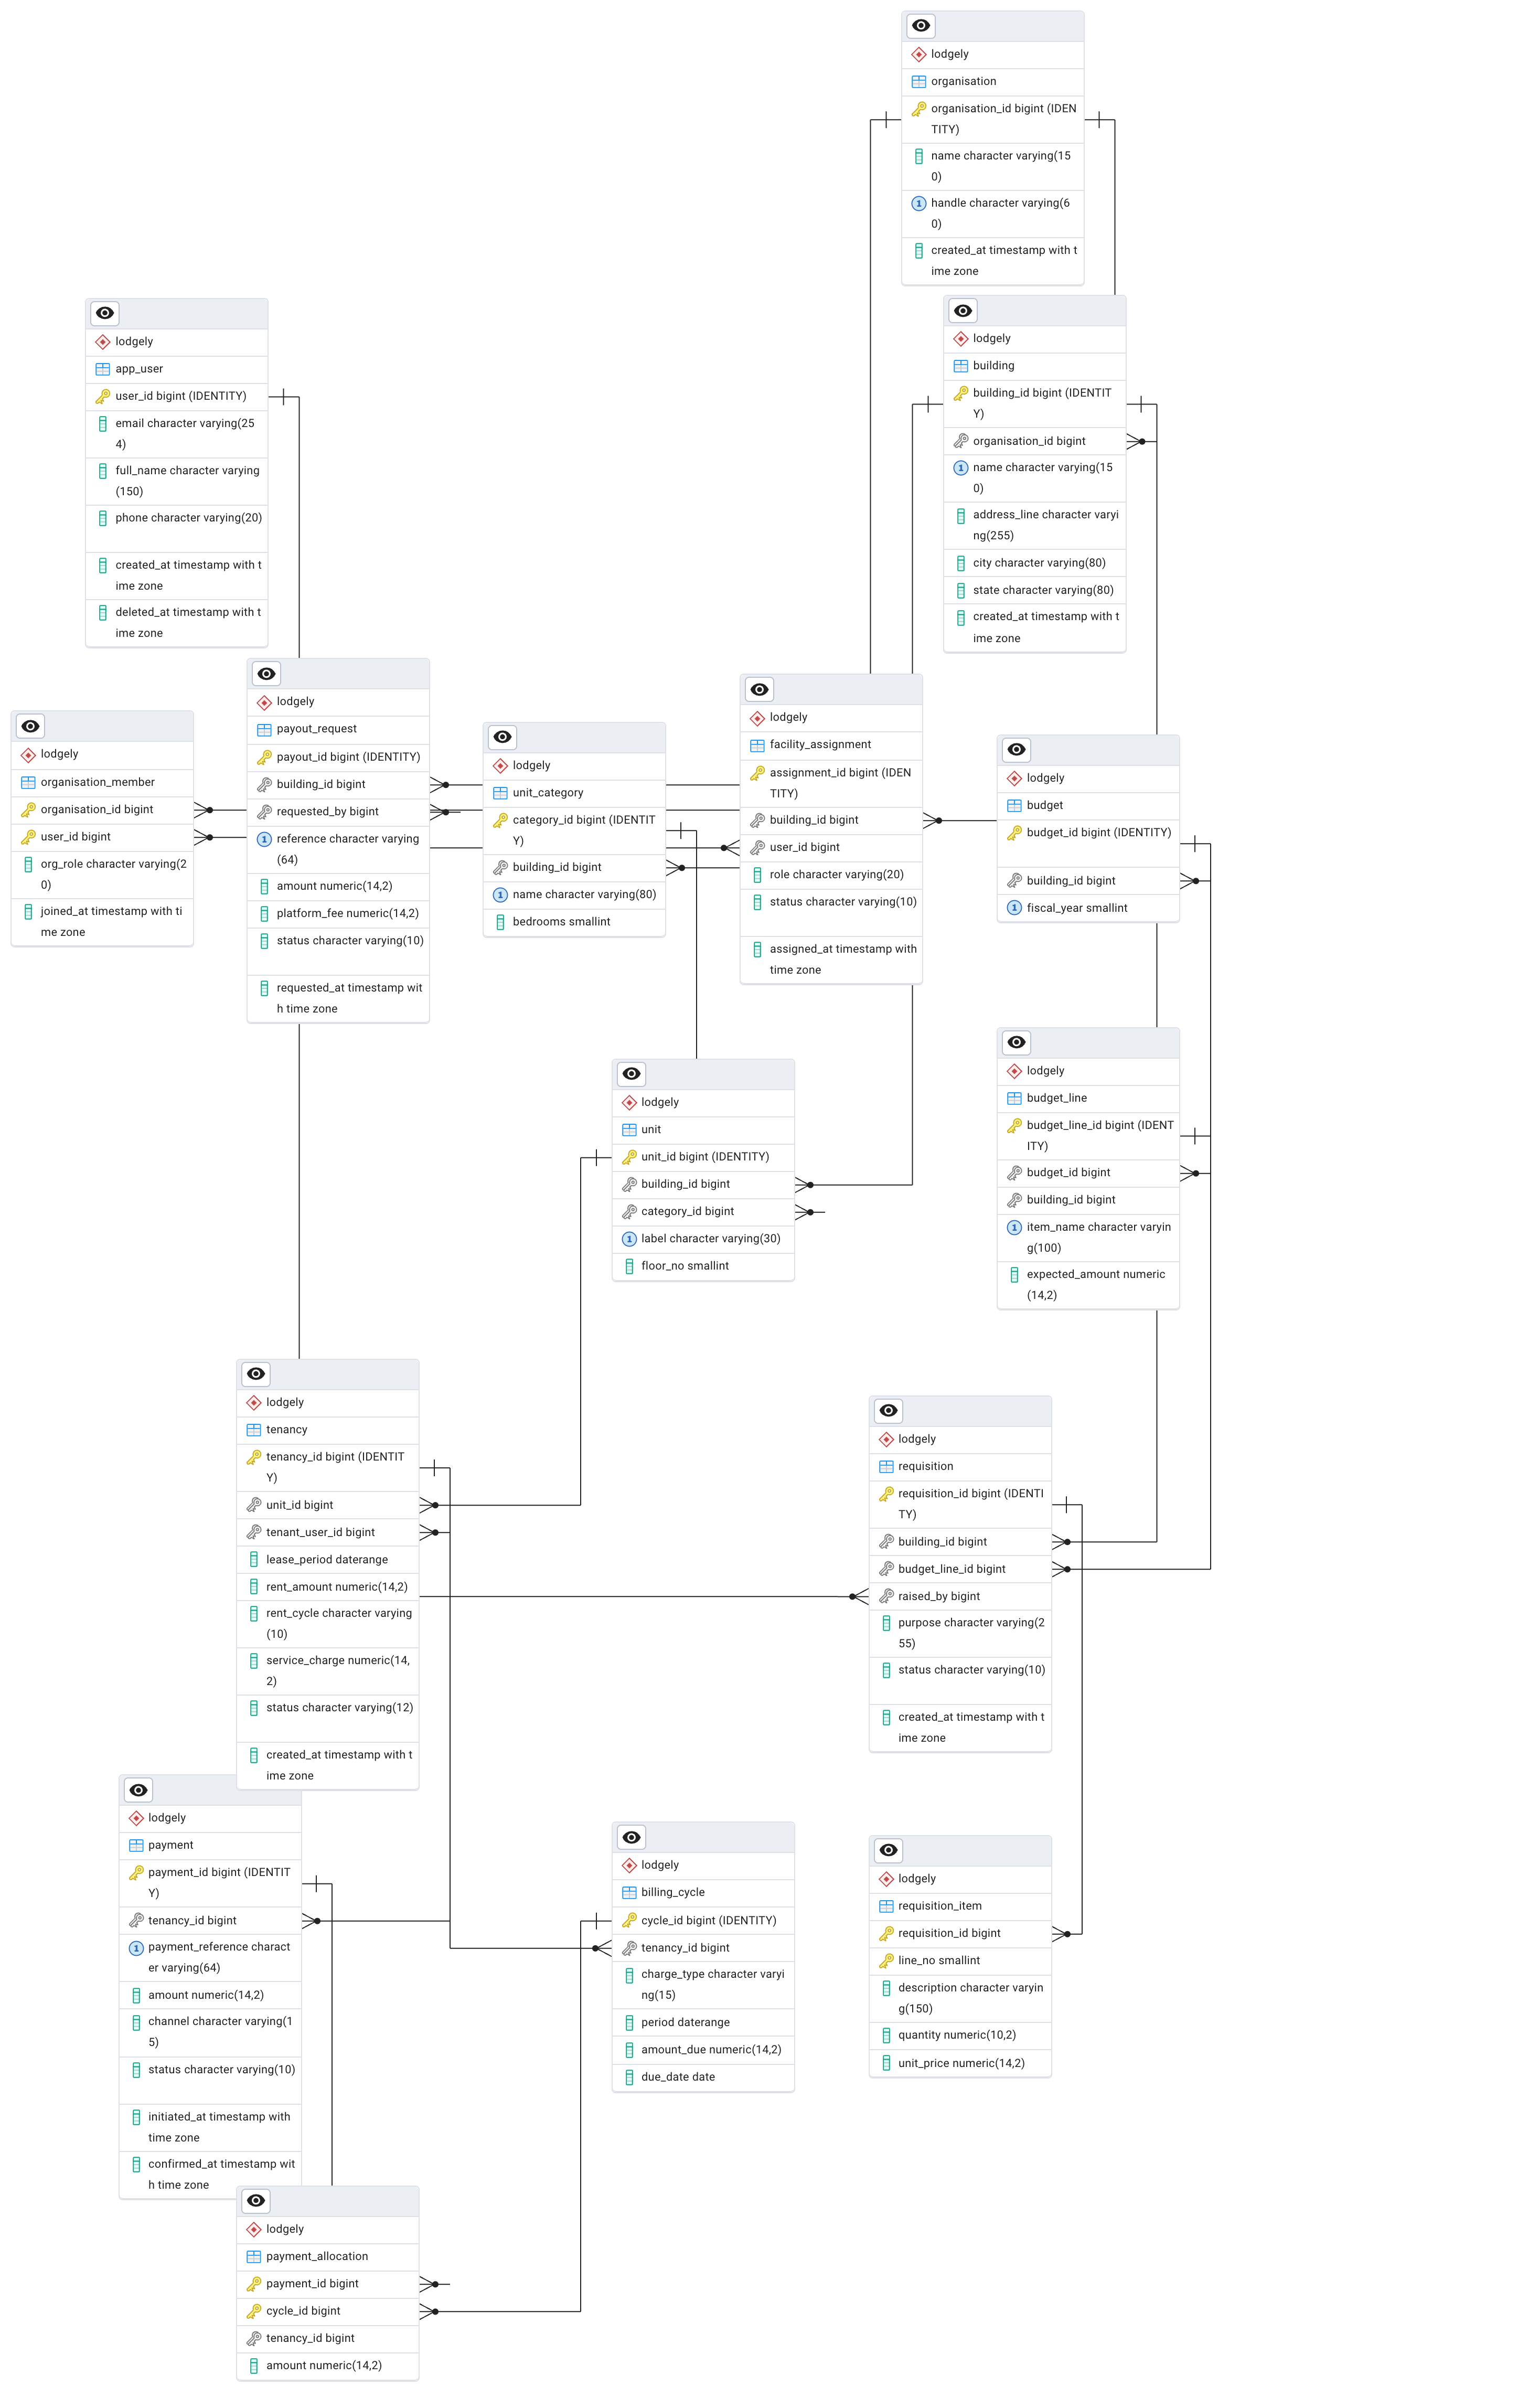 lodgely
organisation
organisation_id bigint (IDEN
TITY)
name character varying(15
0)
1
handle character varying(6
0)
created_at timestamp with t
ime zone
lodgely
building
building_id bigint (IDENTIT
Y)
organisation_id bigint
1
name character varying(15
0)
address_line character varyi
ng(255)
city character varying(80)
state character varying(80)
created_at timestamp with t
ime zone
lodgely
app_user
user_id bigint (IDENTITY)
email character varying(25
4)
full_name character varying
(150)
phone character varying(20)
created_at timestamp with t
ime zone
deleted_at timestamp with t
ime zone
lodgely
organisation_member
organisation_id bigint
user_id bigint
org_role character varying(2
0)
joined_at timestamp with ti
me zone
lodgely
payout_request
payout_id bigint (IDENTITY)
building_id bigint
requested_by bigint
1
reference character varying
(64)
amount numeric(14,2)
platform_fee numeric(14,2)
status character varying(10)
requested_at timestamp wit
h time zone
lodgely
unit_category
category_id bigint (IDENTIT
Y)
building_id bigint
1
name character varying(80)
bedrooms smallint
lodgely
facility_assignment
assignment_id bigint (IDEN
TITY)
building_id bigint
user_id bigint
role character varying(20)
status character varying(10)
assigned_at timestamp with
time zone
lodgely
budget
budget_id bigint (IDENTITY)
building_id bigint
1
fiscal_year smallint
lodgely
unit
unit_id bigint (IDENTITY)
building_id bigint
category_id bigint
1
label character varying(30)
floor_no smallint
lodgely
budget_line
budget_line_id bigint (IDENT
ITY)
budget_id bigint
building_id bigint
1
item_name character varyin
g(100)
expected_amount numeric
(14,2)
lodgely
tenancy
tenancy_id bigint (IDENTIT
Y)
unit_id bigint
tenant_user_id bigint
lease_period daterange
rent_amount numeric(14,2)
rent_cycle character varying
(10)
service_charge numeric(14,
2)
status character varying(12)
created_at timestamp with t
ime zone
lodgely
requisition
requisition_id bigint (IDENTI
TY)
building_id bigint
budget_line_id bigint
raised_by bigint
purpose character varying(2
55)
status character varying(10)
created_at timestamp with t
ime zone
lodgely
payment
payment_id bigint (IDENTIT
Y)
tenancy_id bigint
1
payment_reference charact
er varying(64)
amount numeric(14,2)
channel character varying(1
5)
status character varying(10)
initiated_at timestamp with
time zone
confirmed_at timestamp wit
h time zone
lodgely
billing_cycle
cycle_id bigint (IDENTITY)
tenancy_id bigint
charge_type character varyi
ng(15)
period daterange
amount_due numeric(14,2)
due_date date
lodgely
requisition_item
requisition_id bigint
line_no smallint
description character varyin
g(150)
quantity numeric(10,2)
unit_price numeric(14,2)
lodgely
payment_allocation
payment_id bigint
cycle_id bigint
tenancy_id bigint
amount numeric(14,2)